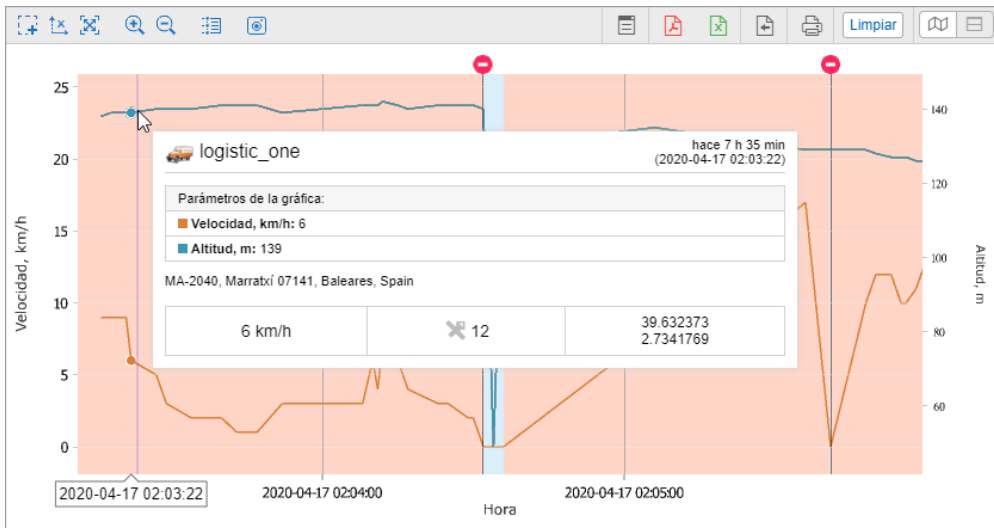 Limpiar
25
20
15
10
5
0
Velocidad, km/h
140
120
100
80
60
Altitud, m
logistic_one
hace 7 h 35 min
(2020-04-17 02:03:22)
Parámetros de la gráfica:
Velocidad, km/h: 6
Altitud, m: 139
MA-2040, Marratxí 07141, Baleares, Spain
6 km/h
12
39.632373
2.7341769
2020-04-17 02:03:22
2020-04-17 02:04:00
2020-04-17 02:05:00
Hora